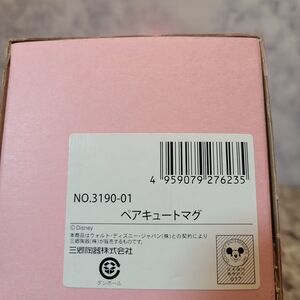 4 959079 276235
NO.3190-01
ペアキュートマグ
© Disney
本商品はウォルト・ディズニー・ジャパン(株)との契約により
三郷陶器(株)が販売するものです。
三郷陶器株式会社
ダンボール